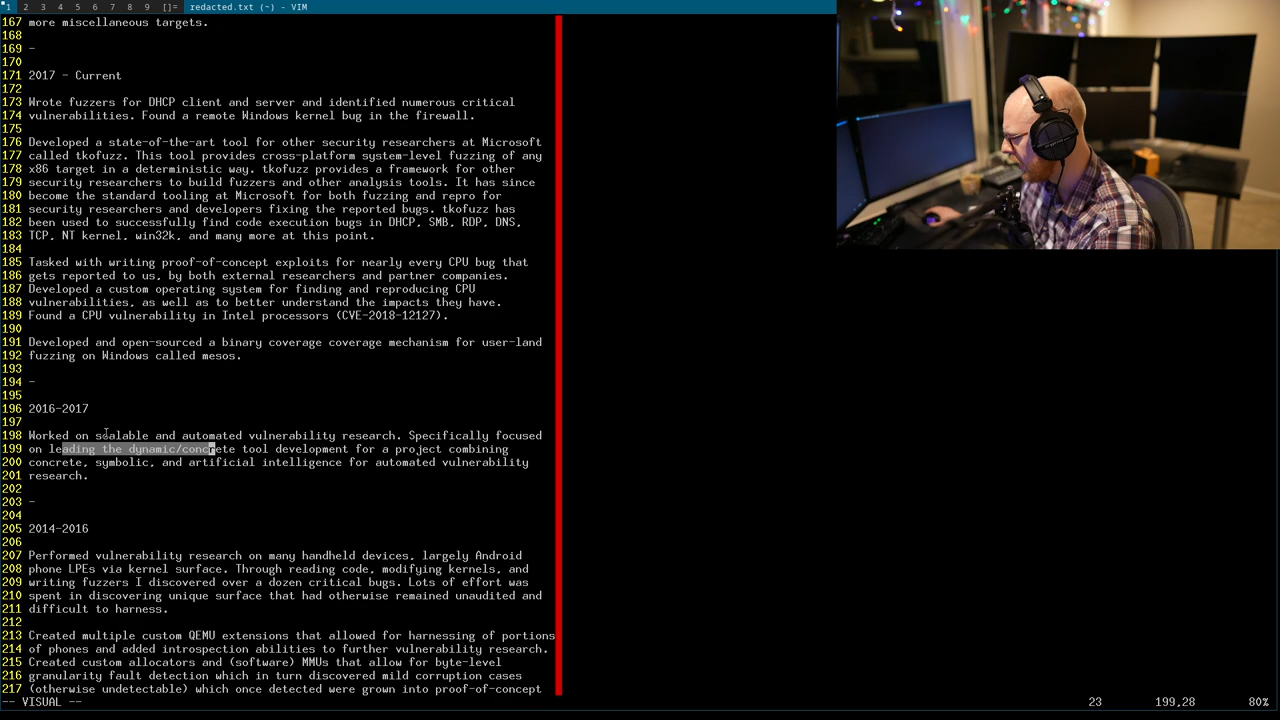 1 2 3 4 5 6 7 8 9 []= redacted.txt (~) - VIM
167 more miscellaneous targets.
168
169 -
170
171 2017 - Current
172
173 Wrote fuzzers for DHCP client and server and identified numerous critical
174 vulnerabilities. Found a remote Windows kernel bug in the firewall.
175
176 Developed a state-of-the-art tool for other security researchers at Microsoft
177 called tkofuzz. This tool provides cross-platform system-level fuzzing of any
178 x86 target in a deterministic way. tkofuzz provides a framework for other
179 security researchers to build fuzzers and other analysis tools. It has since
180 become the standard tooling at Microsoft for both fuzzing and repro for
181 security researchers and developers fixing the reported bugs. tkofuzz has
182 been used to successfully find code execution bugs in DHCP, SMB, RDP, DNS,
183 TCP, NT kernel, win32k, and many more at this point.
184
185 Tasked with writing proof-of-concept exploits for nearly every CPU bug that
186 gets reported to us, by both external researchers and partner companies.
187 Developed a custom operating system for finding and reproducing CPU
188 vulnerabilities, as well as to better understand the impacts they have.
189 Found a CPU vulnerability in Intel processors (CVE-2018-12127).
190
191 Developed and open-sourced a binary coverage coverage mechanism for user-land
192 fuzzing on Windows called mesos.
193
194 -
195
196 2016-2017
197
198 Worked on scalable and automated vulnerability research. Specifically focused
199 on leading the dynamic/concrete tool development for a project combining
200 concrete, symbolic, and artificial intelligence for automated vulnerability
201 research.
202
203 -
204
205 2014-2016
206
207 Performed vulnerability research on many handheld devices, largely Android
208 phone LPEs via kernel surface. Through reading code, modifying kernels, and
209 writing fuzzers I discovered over a dozen critical bugs. Lots of effort was
210 spent in discovering unique surface that had otherwise remained unaudited and
211 difficult to harness.
212
213 Created multiple custom QEMU extensions that allowed for harnessing of portions
214 of phones and added introspection abilities to further vulnerability research.
215 Created custom allocators and (software) MMUs that allow for byte-level
216 granularity fault detection which in turn discovered mild corruption cases
217 (otherwise undetectable) which once detected were grown into proof-of-concept
-- VISUAL -- 23 199,28 80%